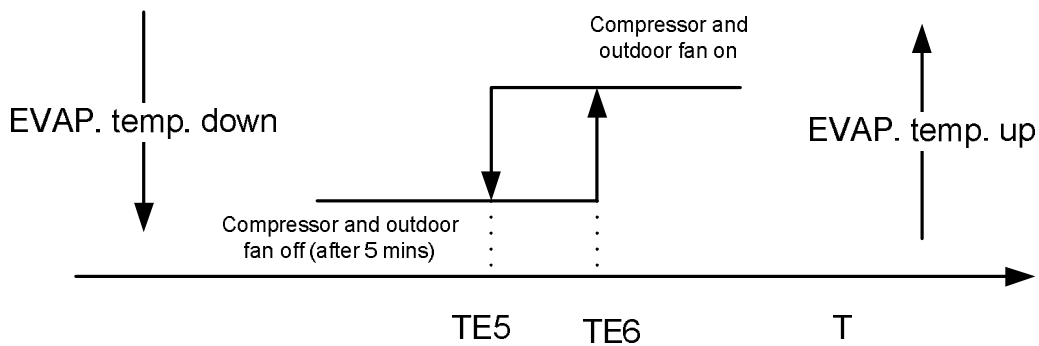 Compressor and
outdoor fan on
EVAP. temp. down
EVAP. temp. up
Compressor and outdoor
fan off (after 5 mins)
TE5
TE6
T